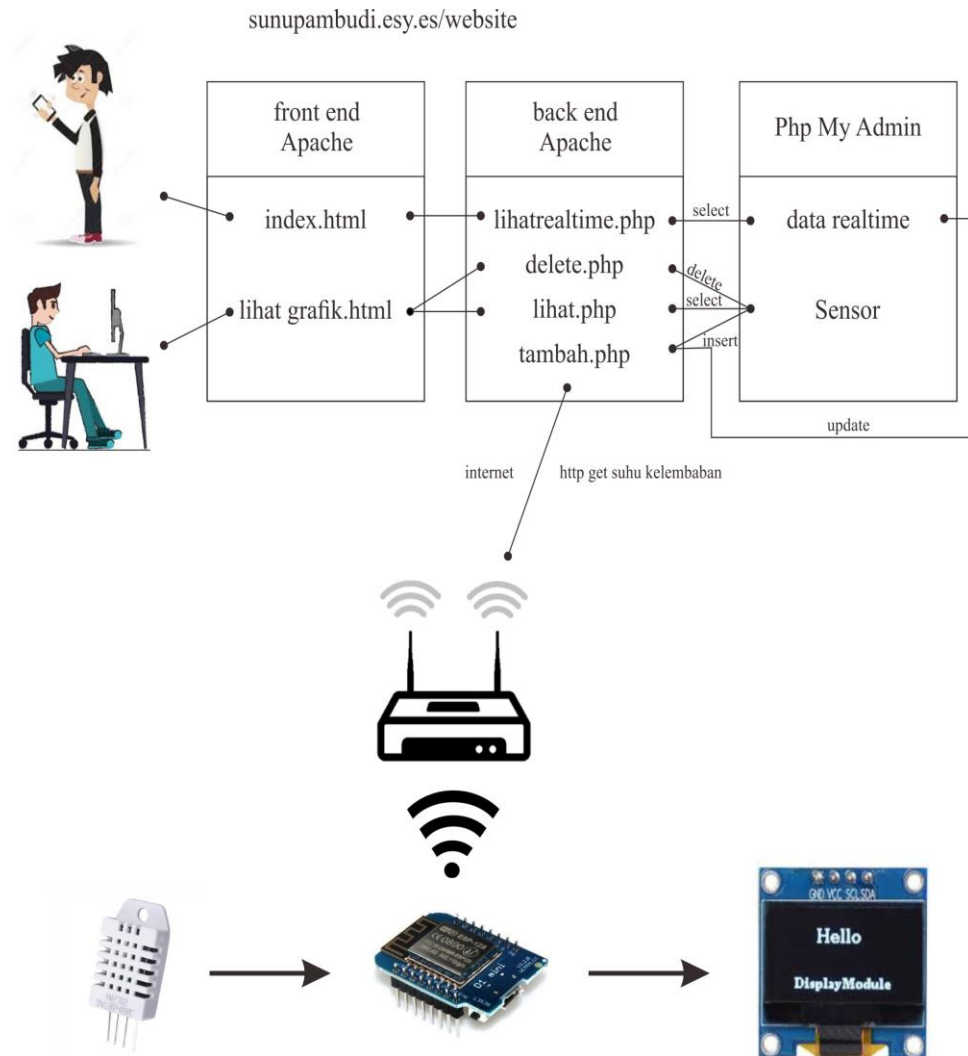 sunupambudi.esy.es/website
front end
Apache
back end
Apache
Php My Admin
index.html
lihatrealtime.php
select
data realtime
delete.php
delete
lihat grafik.html
lihat.php
select
Sensor
tambah.php
insert
update
internet
http get suhu kelembaban
GND VCC SCL SDA
Hello
DisplayModule
D1 mini